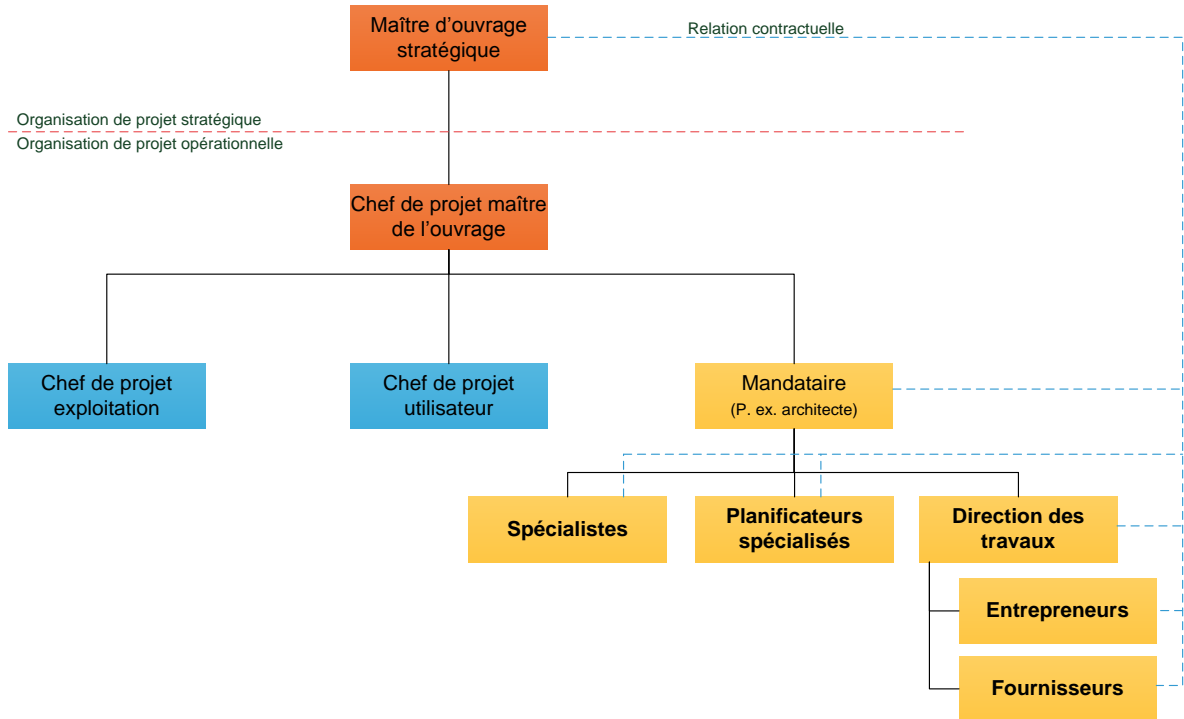 Maître d'ouvrage
stratégique
Relation contractuelle
Organisation de projet stratégique
Organisation de projet opérationnelle
Chef de projet maître
de l'ouvrage
Chef de projet
exploitation
Chef de projet
utilisateur
Mandataire
(P. ex. architecte)
Spécialistes
Planificateurs
spécialisés
Direction des
travaux
Entrepreneurs
Fournisseurs